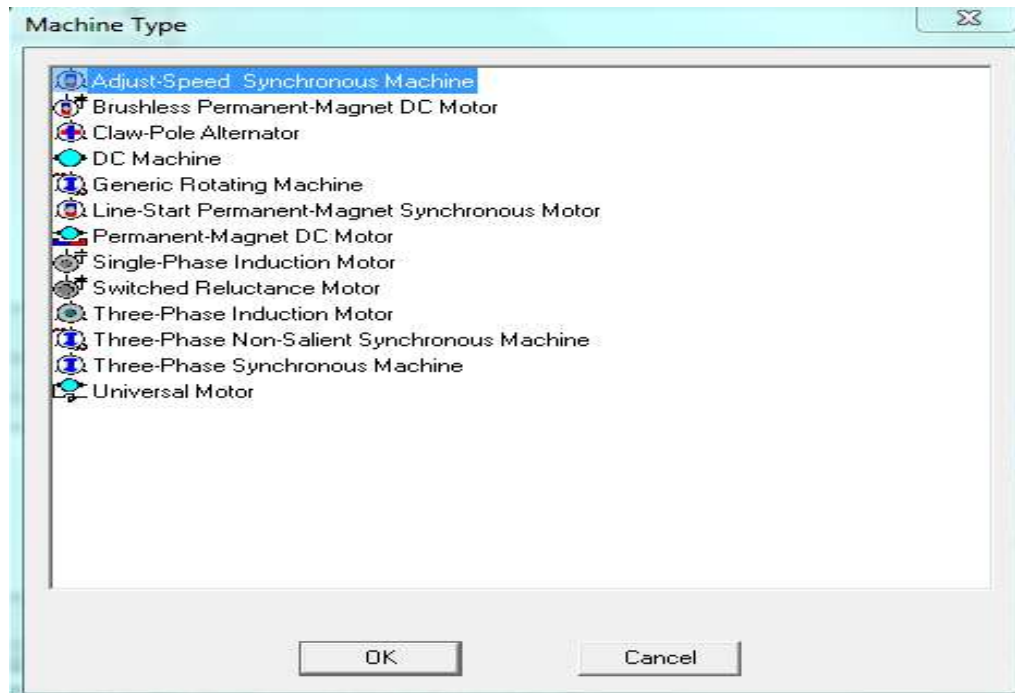 Machine Type
Adjust-Speed  Synchronous Machine
Brushless Permanent-Magnet DC Motor
Claw-Pole Alternator
DC Machine
Generic Rotating Machine
Line-Start Permanent-Magnet Synchronous Motor
Permanent-Magnet DC Motor
Single-Phase Induction Motor
Switched Reluctance Motor
Three-Phase Induction Motor
Three-Phase Non-Salient Synchronous Machine
Three-Phase Synchronous Machine
Universal Motor
OK Cancel